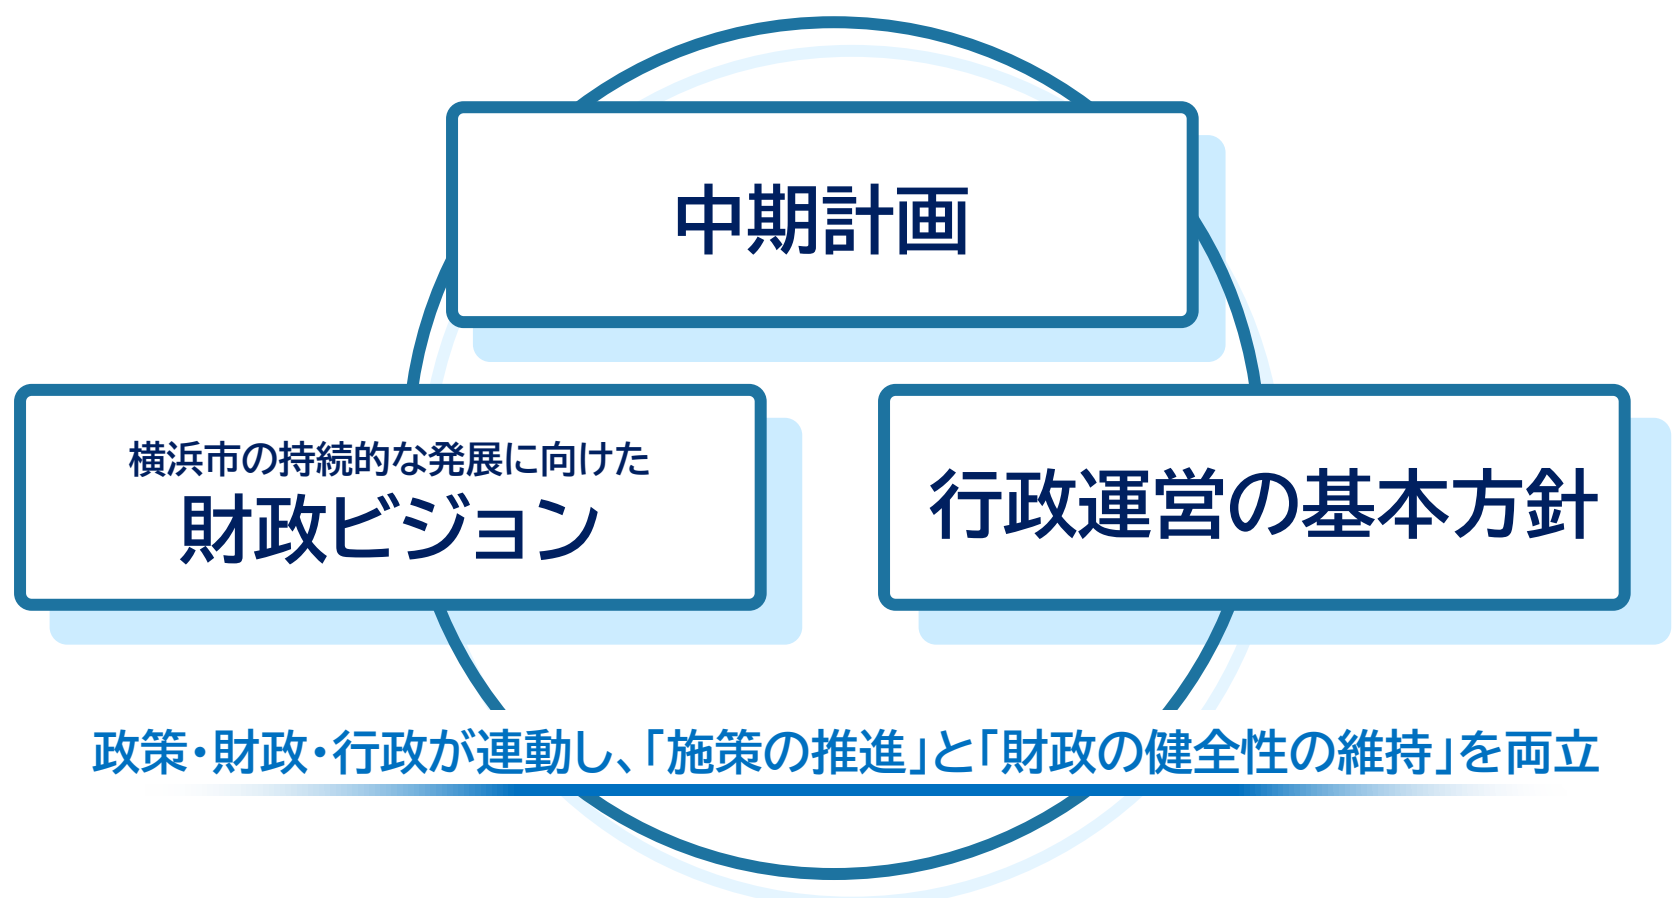 中期計画
横浜市の持続的な発展に向けた
財政ビジョン
行政運営の基本方針
政策・財政・行政が連動し、「施策の推進」と「財政の健全性の維持」を両立